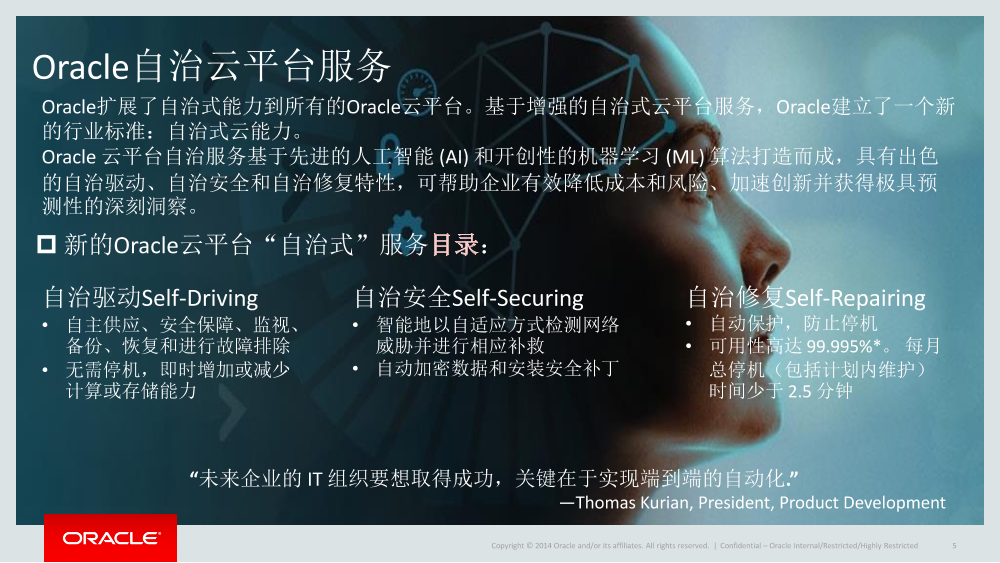 Oracle自治云平台服务
Oracle扩展了自治式能力到所有的Oracle云平台。基于增强的自治式云平台服务，Oracle建立了一个新
的行业标准：自治式云能力。
Oracle 云平台自治服务基于先进的人工智能 (AI) 和开创性的机器学习 (ML) 算法打造而成，具有出色
的自治驱动、自治安全和自治修复特性，可帮助企业有效降低成本和风险、加速创新并获得极具预
测性的深刻洞察。
新的Oracle云平台“自治式”服务目录：
自治驱动Self-Driving
• 自主供应、安全保障、监视、
备份、恢复和进行故障排除
• 无需停机，即时增加或减少
计算或存储能力
自治安全Self-Securing
• 智能地以自适应方式检测网络
威胁并进行相应补救
• 自动加密数据和安装安全补丁
自治修复Self-Repairing
• 自动保护，防止停机
• 可用性高达 99.995%*。 每月
总停机（包括计划内维护）
时间少于 2.5 分钟
“未来企业的 IT 组织要想取得成功，关键在于实现端到端的自动化.”
—Thomas Kurian, President, Product Development
ORACLE®
Copyright © 2014 Oracle and/or its affiliates. All rights reserved. | Confidential – Oracle Internal/Restricted/Highly Restricted 5